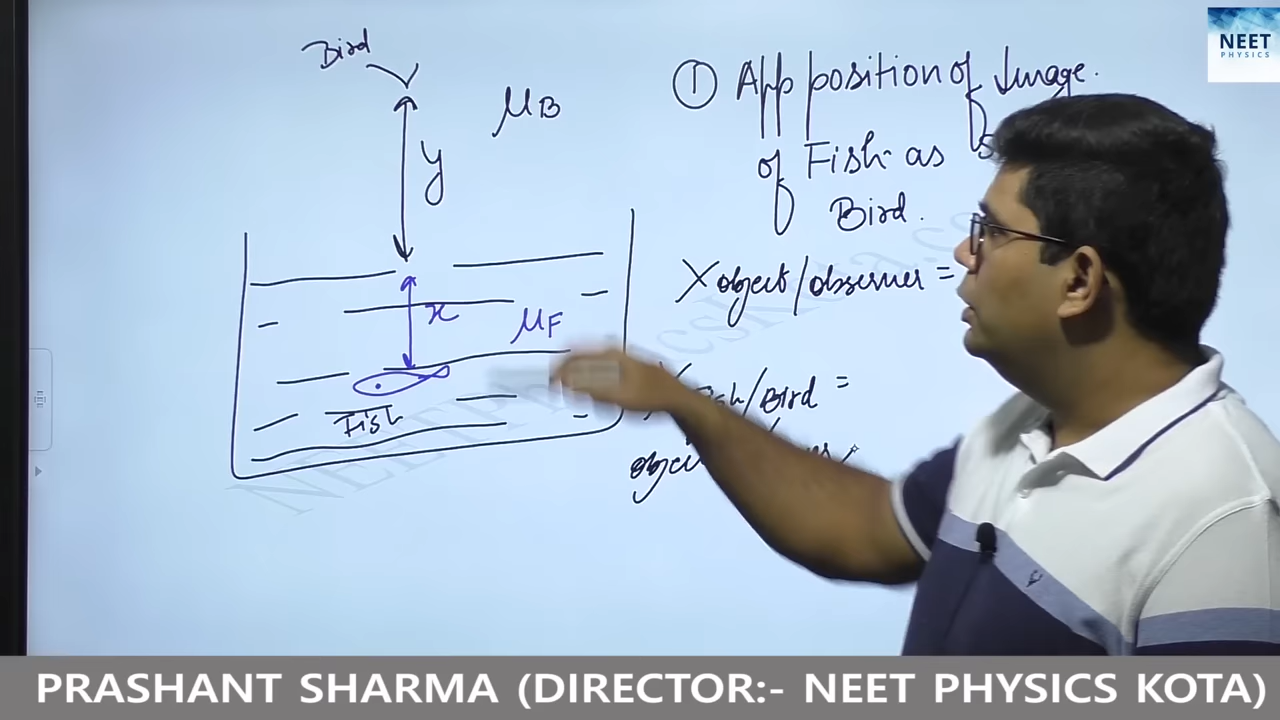 NEET
PHYSICS
Bird
μB
y
x
μF
Fish
① App position of Image.
of Fish as
Bird.
X object/observer =
/Bird =
PRASHANT SHARMA (DIRECTOR:- NEET PHYSICS KOTA)